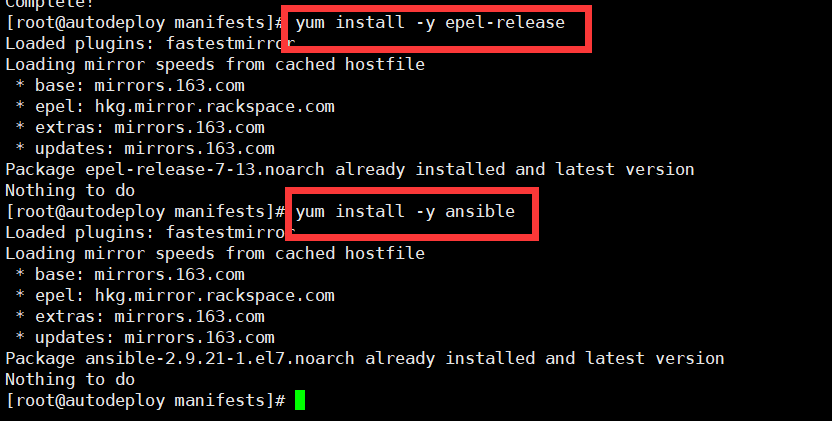 Complete!
[root@autodeploy manifests]# yum install -y epel-release
Loaded plugins: fastestmirror
Loading mirror speeds from cached hostfile
 * base: mirrors.163.com
 * epel: hkg.mirror.rackspace.com
 * extras: mirrors.163.com
 * updates: mirrors.163.com
Package epel-release-7-13.noarch already installed and latest version
Nothing to do
[root@autodeploy manifests]# yum install -y ansible
Loaded plugins: fastestmirror
Loading mirror speeds from cached hostfile
 * base: mirrors.163.com
 * epel: hkg.mirror.rackspace.com
 * extras: mirrors.163.com
 * updates: mirrors.163.com
Package ansible-2.9.21-1.el7.noarch already installed and latest version
Nothing to do
[root@autodeploy manifests]#